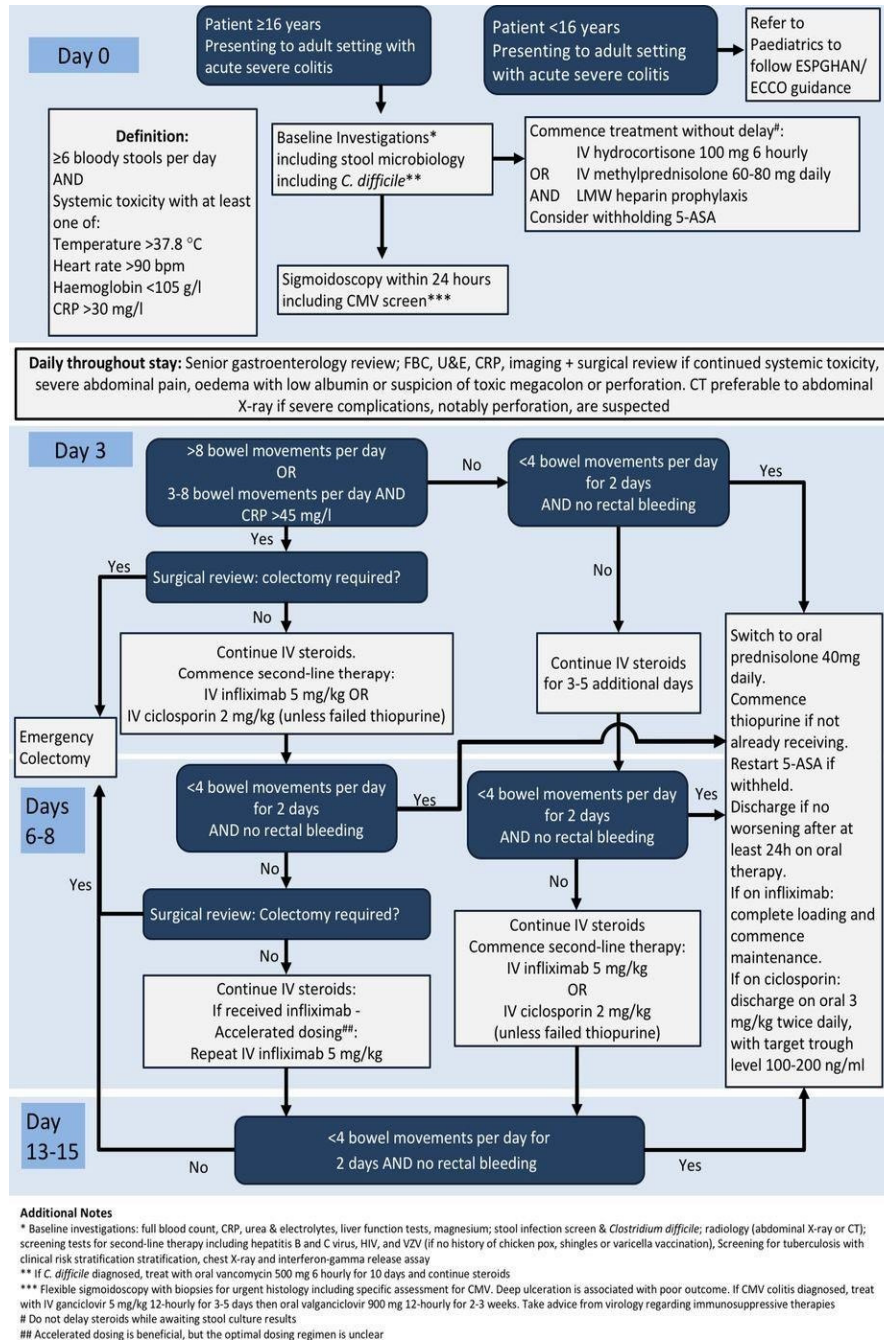 Day 0
Patient ≥16 years
Presenting to adult setting with
acute severe colitis
Patient <16 years
Presenting to adult setting
with acute severe colitis
Refer to
Paediatrics to
follow ESPGHAN/
ECCO guidance
Definition:
≥6 bloody stools per day
AND
Systemic toxicity with at least
one of:
Temperature >37.8 °C
Heart rate >90 bpm
Haemoglobin <105 g/l
CRP >30 mg/l
Baseline Investigations*
including stool microbiology
including C. difficile**
Commence treatment without delay#:
IV hydrocortisone 100 mg 6 hourly
OR IV methylprednisolone 60-80 mg daily
AND LMW heparin prophylaxis
Consider withholding 5-ASA
Sigmoidoscopy within 24 hours
including CMV screen***
Daily throughout stay: Senior gastroenterology review; FBC, U&E, CRP, imaging + surgical review if continued systemic toxicity,
severe abdominal pain, oedema with low albumin or suspicion of toxic megacolon or perforation. CT preferable to abdominal
X-ray if severe complications, notably perforation, are suspected
Day 3
>8 bowel movements per day
OR
3-8 bowel movements per day AND
CRP >45 mg/l
No
<4 bowel movements per day
for 2 days
AND no rectal bleeding
Yes
Yes
Yes
Surgical review: colectomy required?
No
No
Continue IV steroids.
Commence second-line therapy:
IV infliximab 5 mg/kg OR
IV ciclosporin 2 mg/kg (unless failed thiopurine)
Continue IV steroids
for 3-5 additional days
Switch to oral
prednisolone 40mg
daily.
Commence
thiopurine if not
already receiving.
Restart 5-ASA if
withheld.
Discharge if no
worsening after at
least 24h on oral
therapy.
If on infliximab:
complete loading and
commence
maintenance.
If on ciclosporin:
discharge on oral 3
mg/kg twice daily,
with target trough
level 100-200 ng/ml
Emergency
Colectomy
Days
6-8
<4 bowel movements per day
for 2 days
AND no rectal bleeding
Yes
<4 bowel movements per day
for 2 days
AND no rectal bleeding
Yes
Yes
No
No
Surgical review: Colectomy required?
No
Continue IV steroids:
If received infliximab -
Accelerated dosing##:
Repeat IV infliximab 5 mg/kg
Continue IV steroids
Commence second-line therapy:
IV infliximab 5 mg/kg
OR
IV ciclosporin 2 mg/kg
(unless failed thiopurine)
Day
13-15
<4 bowel movements per day for
2 days AND no rectal bleeding
No
Yes
Additional Notes
* Baseline investigations: full blood count, CRP, urea & electrolytes, liver function tests, magnesium; stool infection screen & Clostridium difficile; radiology (abdominal X-ray or CT);
screening tests for second-line therapy including hepatitis B and C virus, HIV, and VZV (if no history of chicken pox, shingles or varicella vaccination), Screening for tuberculosis with
clinical risk stratification stratification, chest X-ray and interferon-gamma release assay
** If C. difficile diagnosed, treat with oral vancomycin 500 mg 6 hourly for 10 days and continue steroids
*** Flexible sigmoidoscopy with biopsies for urgent histology including specific assessment for CMV. Deep ulceration is associated with poor outcome. If CMV colitis diagnosed, treat
with IV ganciclovir 5 mg/kg 12-hourly for 3-5 days then oral valganciclovir 900 mg 12-hourly for 2-3 weeks. Take advice from virology regarding immunosuppressive therapies
# Do not delay steroids while awaiting stool culture results
## Accelerated dosing is beneficial, but the optimal dosing regimen is unclear